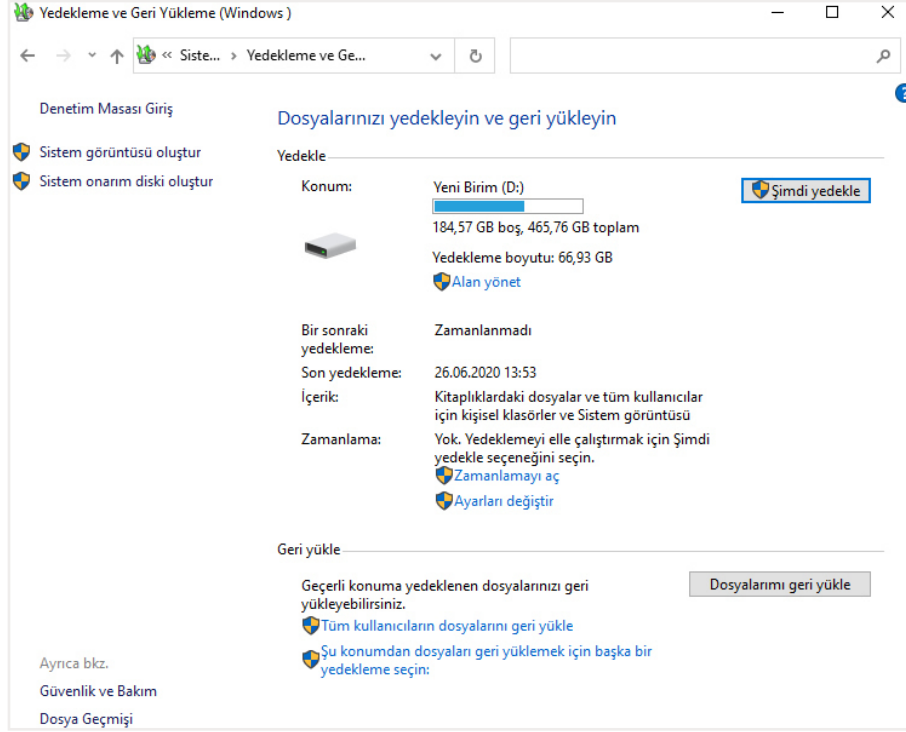 Yedekleme ve Geri Yükleme (Windows )
« Siste... › Yedekleme ve Ge...
Denetim Masası Giriş
Sistem görüntüsü oluştur
Sistem onarım diski oluştur
Dosyalarınızı yedekleyin ve geri yükleyin
Yedekle
Konum:
Yeni Birim (D:)
Şimdi yedekle
184,57 GB boş, 465,76 GB toplam
Yedekleme boyutu: 66,93 GB
Alan yönet
Bir sonraki
yedekleme:
Zamanlanmadı
Son yedekleme:
26.06.2020 13:53
İçerik:
Kitaplıklardaki dosyalar ve tüm kullanıcılar
için kişisel klasörler ve Sistem görüntüsü
Zamanlama:
Yok. Yedeklemeyi elle çalıştırmak için Şimdi
yedekle seçeneğini seçin.
Zamanlamayı aç
Ayarları değiştir
Geri yükle
Geçerli konuma yedeklenen dosyalarınızı geri
yükleyebilirsiniz.
Dosyalarımı geri yükle
Tüm kullanıcıların dosyalarını geri yükle
Şu konumdan dosyaları geri yüklemek için başka bir
yedekleme seçin:
Ayrıca bkz.
Güvenlik ve Bakım
Dosya Geçmişi